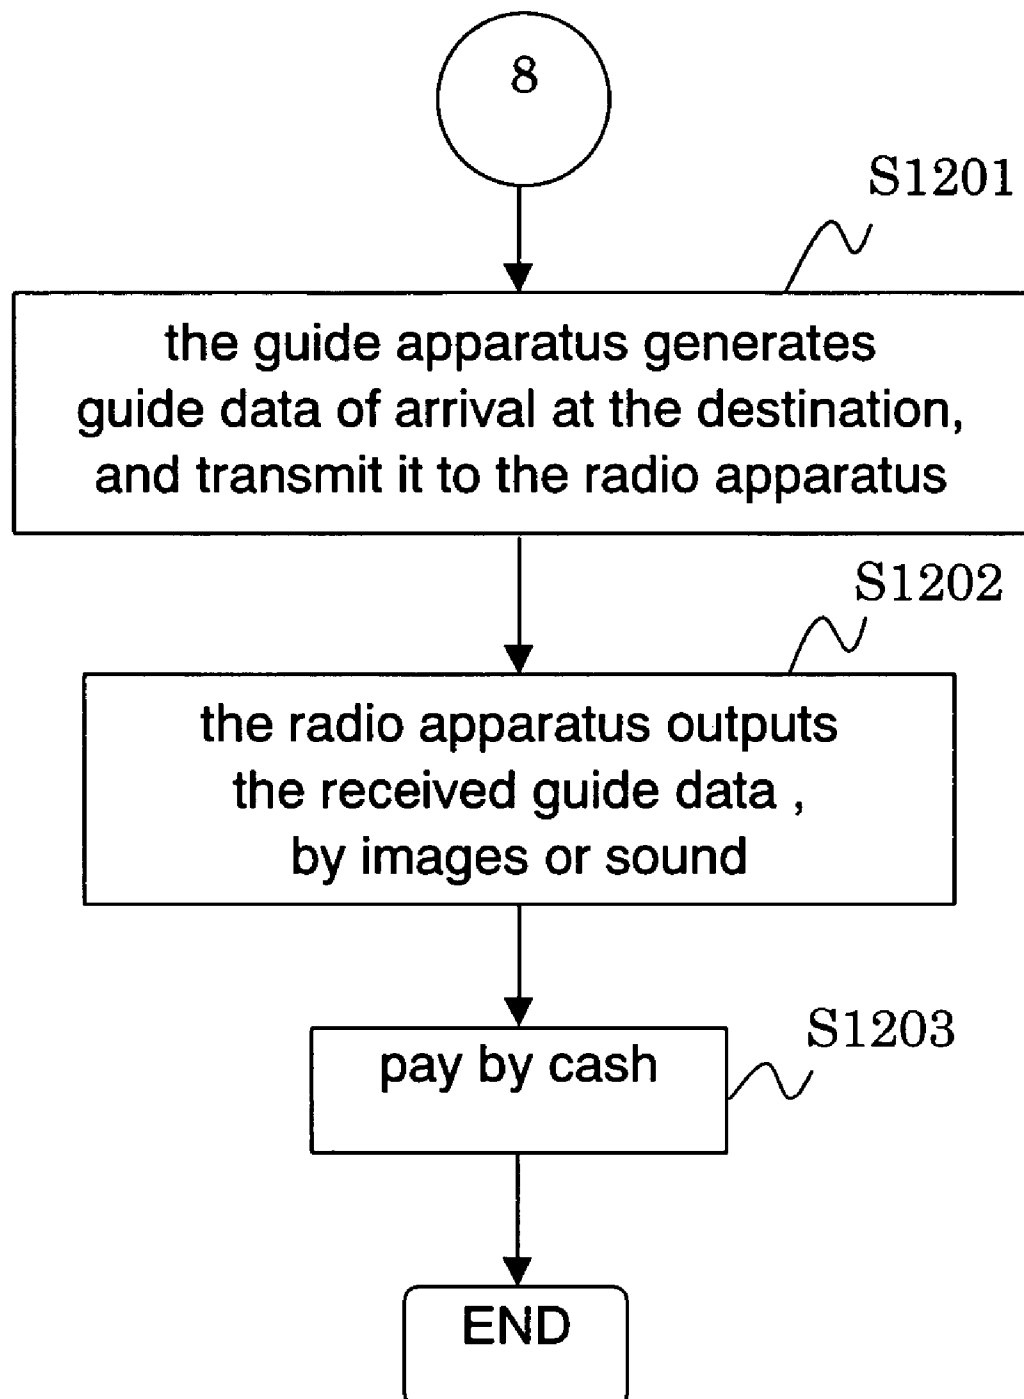 8
S1201
the guide apparatus generates
guide data of arrival at the destination,
and transmit it to the radio apparatus
S1202
the radio apparatus outputs
the received guide data ,
by images or sound
S1203
pay by cash
END